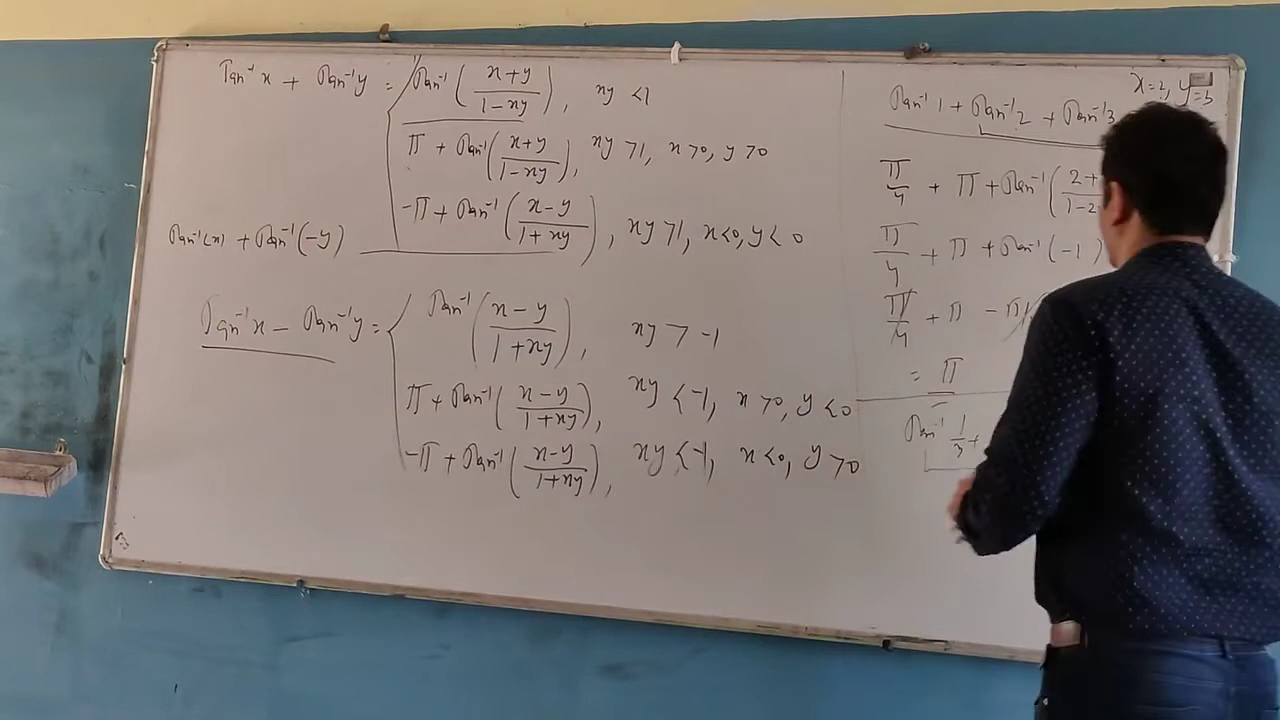 Tan⁻¹ x + Tan⁻¹ y = { Tan⁻¹ ( (x+y)/(1-xy) ), xy < 1
π + Tan⁻¹ ( (x+y)/(1-xy) ), xy > 1, x > 0, y > 0
-π + Tan⁻¹ ( (x-y)/(1+xy) ), xy > 1, x < 0, y < 0
Tan⁻¹(x) + Tan⁻¹(-y)
Tan⁻¹ x - Tan⁻¹ y = { Tan⁻¹ ( (x-y)/(1+xy) ), xy > -1
π + Tan⁻¹ ( (x-y)/(1+xy) ), xy < -1, x > 0, y < 0
-π + Tan⁻¹ ( (x-y)/(1+xy) ), xy < -1, x < 0, y > 0
x=2, y=3
Tan⁻¹ 1 + Tan⁻¹ 2 + Tan⁻¹ 3
π/4 + π + Tan⁻¹ ( 2+ / 1-2
π/4 + π + Tan⁻¹ (-1)
π/4 + π - π/
= π
Tan⁻¹ 1/3 +